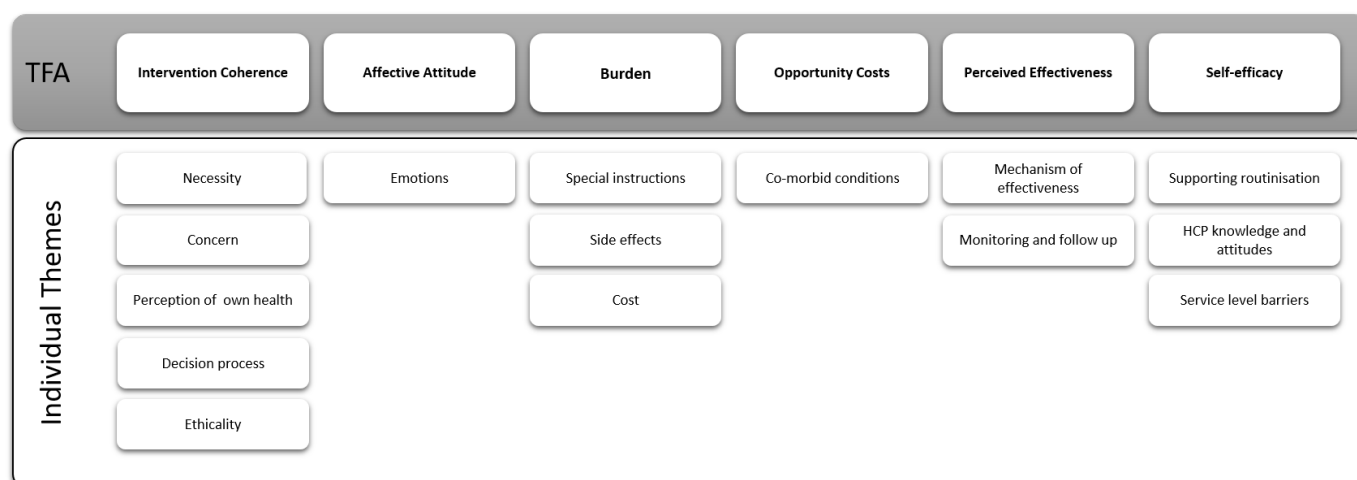 TFA
Intervention Coherence
Affective Attitude
Burden
Opportunity Costs
Perceived Effectiveness
Self-efficacy
Individual Themes
Necessity
Concern
Perception of own health
Decision process
Ethicality
Emotions
Special instructions
Side effects
Cost
Co-morbid conditions
Mechanism of
effectiveness
Monitoring and follow up
Supporting routinisation
HCP knowledge and
attitudes
Service level barriers